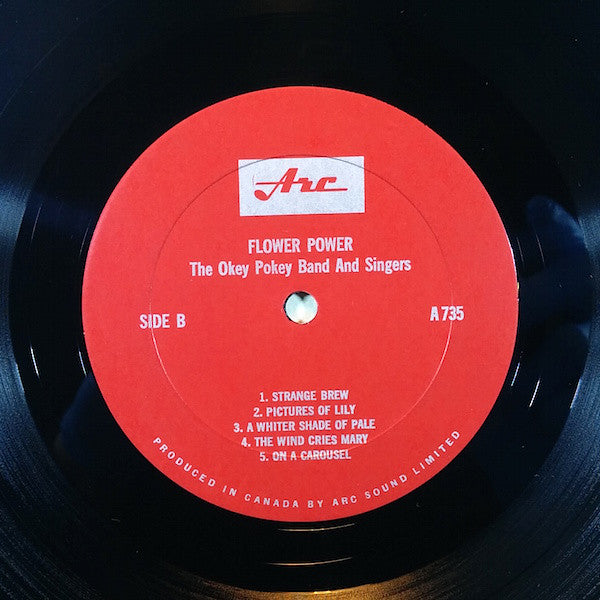 Arc
FLOWER POWER
The Okey Pokey Band And Singers
SIDE B
A 735
1. STRANGE BREW
2. PICTURES OF LILY
3. A WHITER SHADE OF PALE
4. THE WIND CRIES MARY
5. ON A CAROUSEL
PRODUCED IN CANADA BY ARC SOUND LIMITED